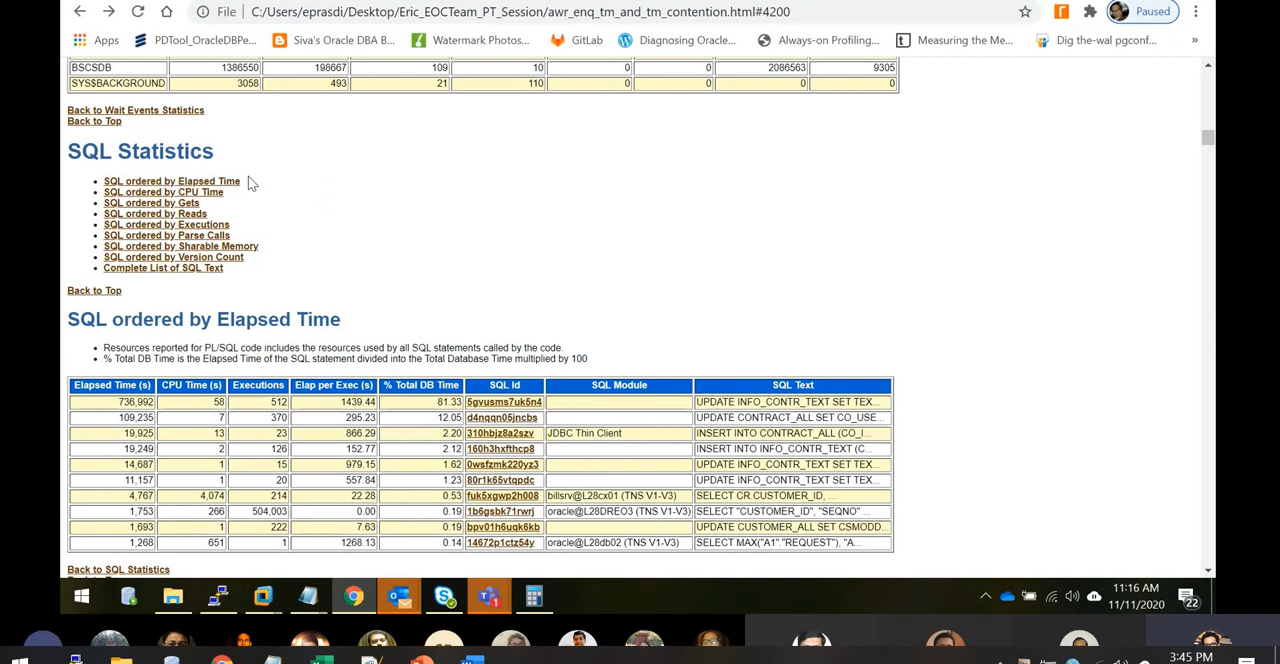 File | C:/Users/eprasdi/Desktop/Eric_EOCTeam_PT_Session/awr_enq_tm_and_tm_contention.html#4200 Paused
Apps PDTool_OracleDBPe... Siva's Oracle DBA B... Watermark Photos... GitLab Diagnosing Oracle... Always-on Profiling... Measuring the Me... Dig the-wal pgconf... »
BSCSDB 1386550 198667 109 10 0 0 2086563 9305
SYS$BACKGROUND 3058 493 21 110 0 0 0 0
Back to Wait Events Statistics
Back to Top
SQL Statistics
• SQL ordered by Elapsed Time
• SQL ordered by CPU Time
• SQL ordered by Gets
• SQL ordered by Reads
• SQL ordered by Executions
• SQL ordered by Parse Calls
• SQL ordered by Sharable Memory
• SQL ordered by Version Count
• Complete List of SQL Text
Back to Top
SQL ordered by Elapsed Time
• Resources reported for PL/SQL code includes the resources used by all SQL statements called by the code.
• % Total DB Time is the Elapsed Time of the SQL statement divided into the Total Database Time multiplied by 100
Elapsed Time (s) CPU Time (s) Executions Elap per Exec (s) % Total DB Time SQL Id SQL Module SQL Text
736,992 58 512 1439.44 81.33 5gvusms7uk5n4 UPDATE INFO_CONTR_TEXT SET TEX...
109,235 7 370 295.23 12.05 d4nqqn05jncbs UPDATE CONTRACT_ALL SET CO_USE...
19,925 13 23 866.29 2.20 310hbjz8a2szv JDBC Thin Client INSERT INTO CONTRACT_ALL (CO_I...
19,249 2 126 152.77 2.12 160h3hxfthcp8 INSERT INTO INFO_CONTR_TEXT (C...
14,687 1 15 979.15 1.62 0wsfzmk220yz3 UPDATE INFO_CONTR_TEXT SET TEX...
11,157 1 20 557.84 1.23 80r1k65vtqpdc UPDATE INFO_CONTR_TEXT SET TEX...
4,767 4,074 214 22.28 0.53 fuk5xgwp2h008 billsrv@L28cx01 (TNS V1-V3) SELECT CR.CUSTOMER_ID, ...
1,753 266 504,003 0.00 0.19 1b6gsbk71rwrj oracle@L28DREO3 (TNS V1-V3) SELECT "CUSTOMER_ID", "SEQNO" ...
1,693 1 222 7.63 0.19 bpv01h6uqk6kb UPDATE CUSTOMER_ALL SET CSMODD...
1,268 651 1 1268.13 0.14 14672p1ctz54y oracle@L28db02 (TNS V1-V3) SELECT MAX("A1"."REQUEST"), "A...
Back to SQL Statistics
11:16 AM
11/11/2020
22
3:45 PM